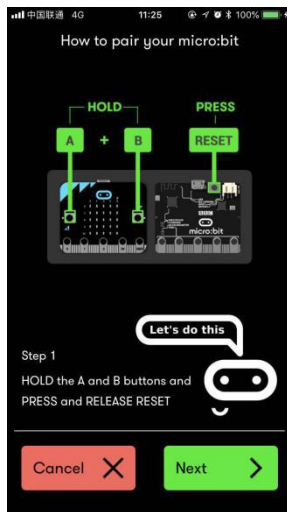 中国联通 4G 11:25 100%
How to pair your micro:bit
HOLD PRESS
A + B RESET
micro:bit
Let's do this
Step 1
HOLD the A and B buttons and
PRESS and RELEASE RESET
Cancel Next